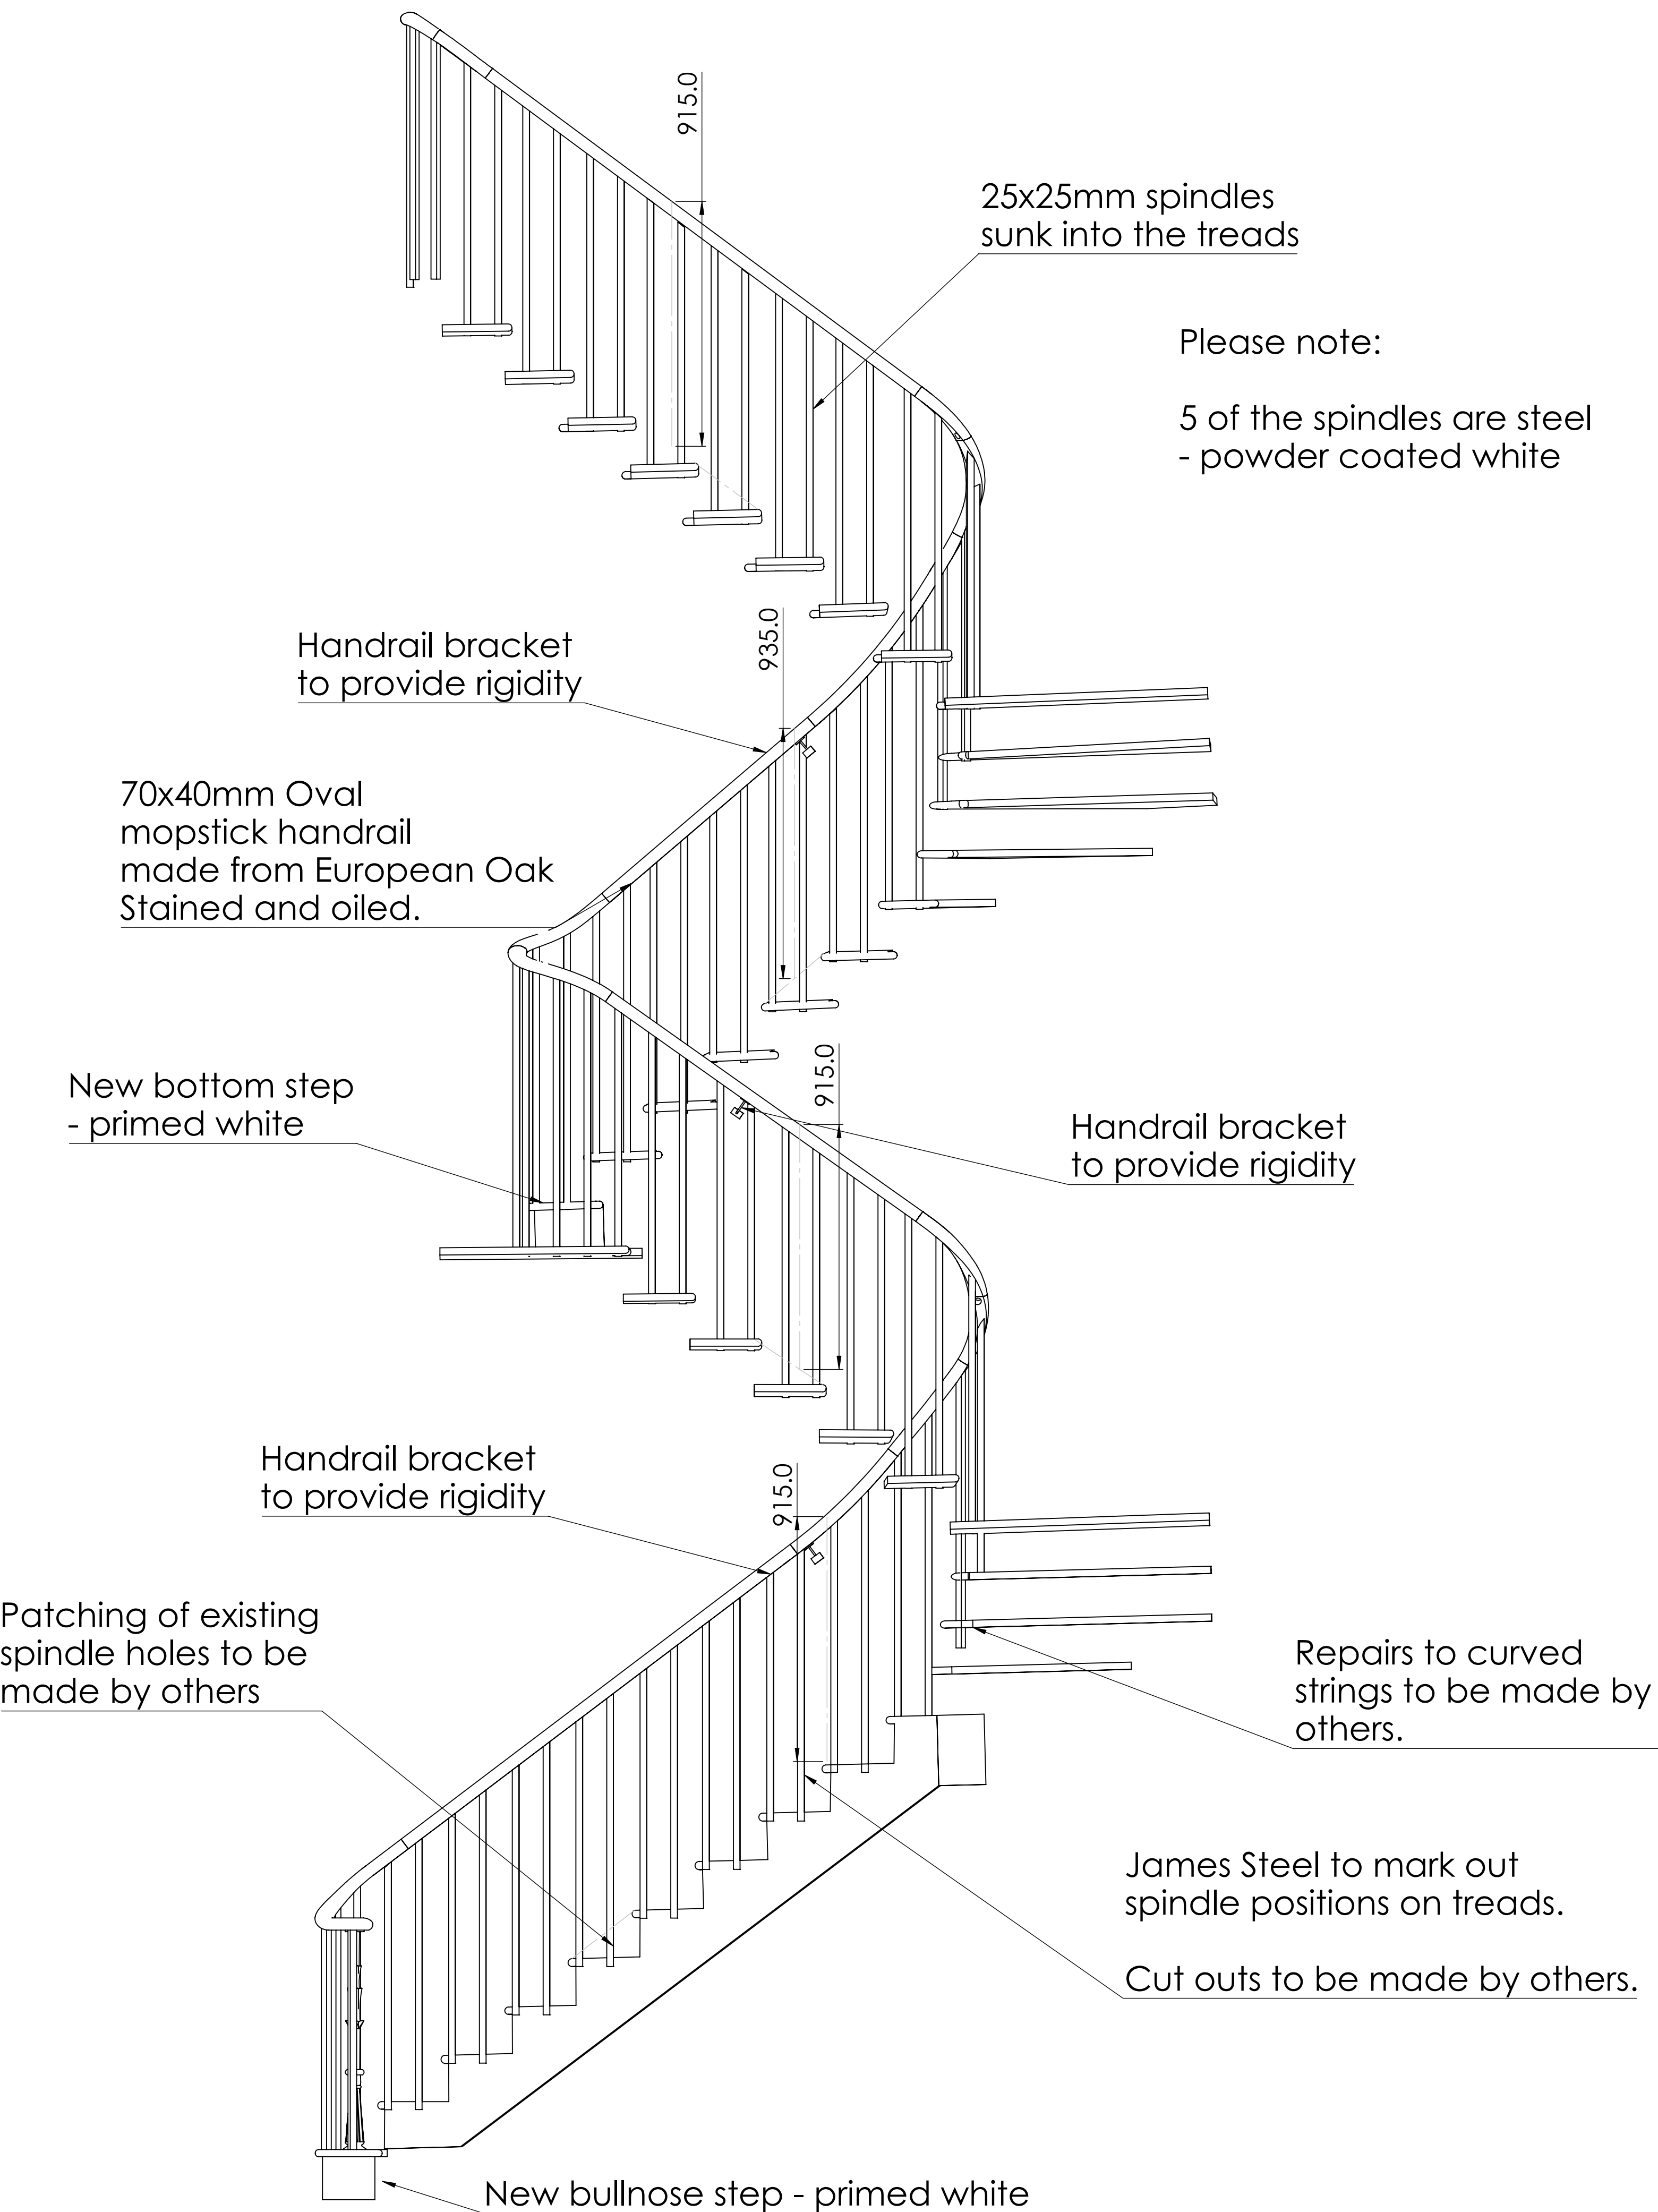 915.0
25x25mm spindles
sunk into the treads
Please note:
5 of the spindles are steel
- powder coated white
935.0
Handrail bracket
to provide rigidity
70x40mm Oval
mopstick handrail
made from European Oak
Stained and oiled.
915.0
New bottom step
- primed white
Handrail bracket
to provide rigidity
Handrail bracket
to provide rigidity
915.0
Patching of existing
spindle holes to be
made by others
Repairs to curved
strings to be made by
others.
James Steel to mark out
spindle positions on treads.
Cut outs to be made by others.
New bullnose step - primed white